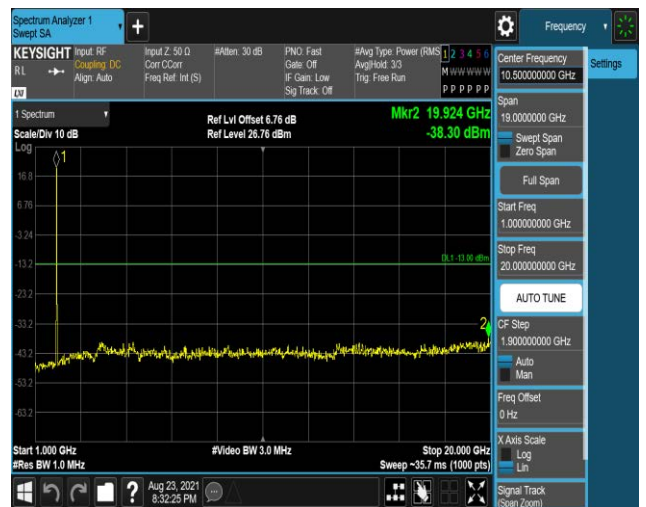 Spectrum Analyzer 1
Swept SA
+
Frequency
KEYSIGHT
RL
LXI
Input: RF
Coupling: DC
Align: Auto
Input Z: 50 Ω
Corr CCorr
Freq Ref: Int (S)
#Atten: 30 dB
PNO: Fast
Gate: Off
IF Gain: Low
Sig Track: Off
#Avg Type: Power (RMS
Avg|Hold: 3/3
Trig: Free Run
1 2 3 4 5 6
M W W W W W
P P P P P P
Center Frequency
10.500000000 GHz
Settings
Span
19.0000000 GHz
Swept Span
Zero Span
Full Span
Start Freq
1.000000000 GHz
Stop Freq
20.000000000 GHz
AUTO TUNE
CF Step
1.900000000 GHz
Auto
Man
Freq Offset
0 Hz
X Axis Scale
Log
Lin
Signal Track
(Span Zoom)
1 Spectrum
Scale/Div 10 dB
Ref Lvl Offset 6.76 dB
Ref Level 26.76 dBm
Mkr2 19.924 GHz
-38.30 dBm
Log
1
16.8
6.76
-3.24
-13.2
DL1 -13.00 dBm
-23.2
-33.2
2
-43.2
-53.2
-63.2
Start 1.000 GHz
#Res BW 1.0 MHz
#Video BW 3.0 MHz
Stop 20.000 GHz
Sweep ~35.7 ms (1000 pts)
?
Aug 23, 2021
8:32:25 PM